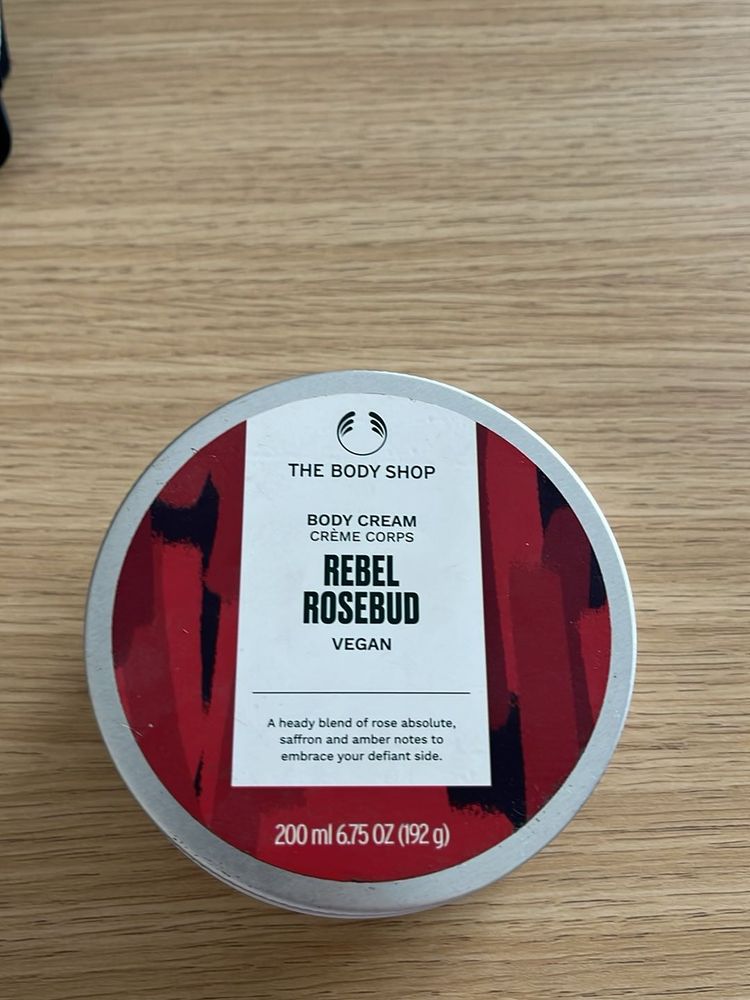 THE BODY SHOP
BODY CREAM
CRÈME CORPS
REBEL
ROSEBUD
VEGAN
A heady blend of rose absolute,
saffron and amber notes to
embrace your defiant side.
200 ml 6.75 OZ (192 g)